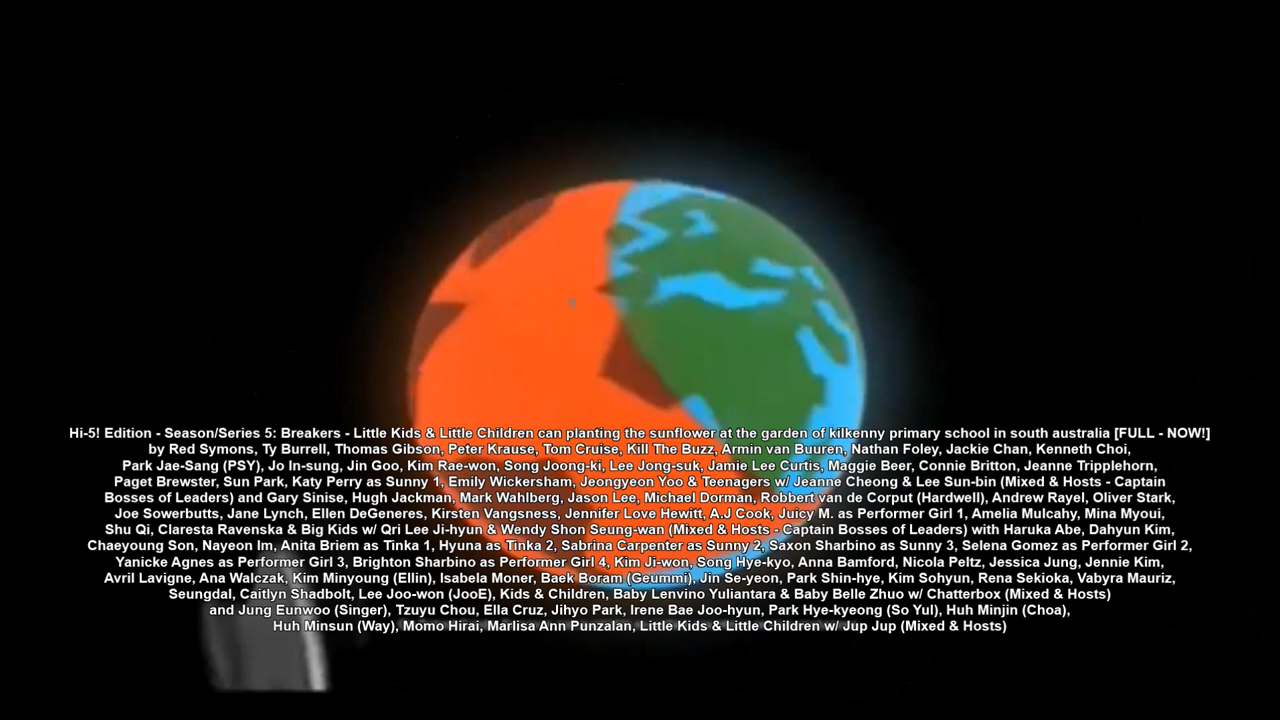 Hi-5! Edition - Season/Series 5: Breakers - Little Kids & Little Children can planting the sunflower at the garden of kilkenny primary school in south australia [FULL - NOW!]
by Red Symons, Ty Burrell, Thomas Gibson, Peter Krause, Tom Cruise, Kill The Buzz, Armin van Buuren, Nathan Foley, Jackie Chan, Kenneth Choi,
Park Jae-Sang (PSY), Jo In-sung, Jin Goo, Kim Rae-won, Song Joong-ki, Lee Jong-suk, Jamie Lee Curtis, Maggie Beer, Connie Britton, Jeanne Tripplehorn,
Paget Brewster, Sun Park, Katy Perry as Sunny 1, Emily Wickersham, Jeongyeon Yoo & Teenagers w/ Jeanne Cheong & Lee Sun-bin (Mixed & Hosts - Captain
Bosses of Leaders) and Gary Sinise, Hugh Jackman, Mark Wahlberg, Jason Lee, Michael Dorman, Robbert van de Corput (Hardwell), Andrew Rayel, Oliver Stark,
Joe Sowerbutts, Jane Lynch, Ellen DeGeneres, Kirsten Vangsness, Jennifer Love Hewitt, A.J Cook, Juicy M. as Performer Girl 1, Amelia Mulcahy, Mina Myoui,
Shu Qi, Claresta Ravenska & Big Kids w/ Qri Lee Ji-hyun & Wendy Shon Seung-wan (Mixed & Hosts - Captain Bosses of Leaders) with Haruka Abe, Dahyun Kim,
Chaeyoung Son, Nayeon Im, Anita Briem as Tinka 1, Hyuna as Tinka 2, Sabrina Carpenter as Sunny 2, Saxon Sharbino as Sunny 3, Selena Gomez as Performer Girl 2,
Yanicke Agnes as Performer Girl 3, Brighton Sharbino as Performer Girl 4, Kim Ji-won, Song Hye-kyo, Anna Bamford, Nicola Peltz, Jessica Jung, Jennie Kim,
Avril Lavigne, Ana Walczak, Kim Minyoung (Ellin), Isabela Moner, Baek Boram (Geummi), Jin Se-yeon, Park Shin-hye, Kim Sohyun, Rena Sekioka, Vabyra Mauriz,
Seungdal, Caitlyn Shadbolt, Lee Joo-won (JooE), Kids & Children, Baby Lenvino Yuliantara & Baby Belle Zhuo w/ Chatterbox (Mixed & Hosts)
and Jung Eunwoo (Singer), Tzuyu Chou, Ella Cruz, Jihyo Park, Irene Bae Joo-hyun, Park Hye-kyeong (So Yul), Huh Minjin (Choa),
Huh Minsun (Way), Momo Hirai, Marlisa Ann Punzalan, Little Kids & Little Children w/ Jup Jup (Mixed & Hosts)